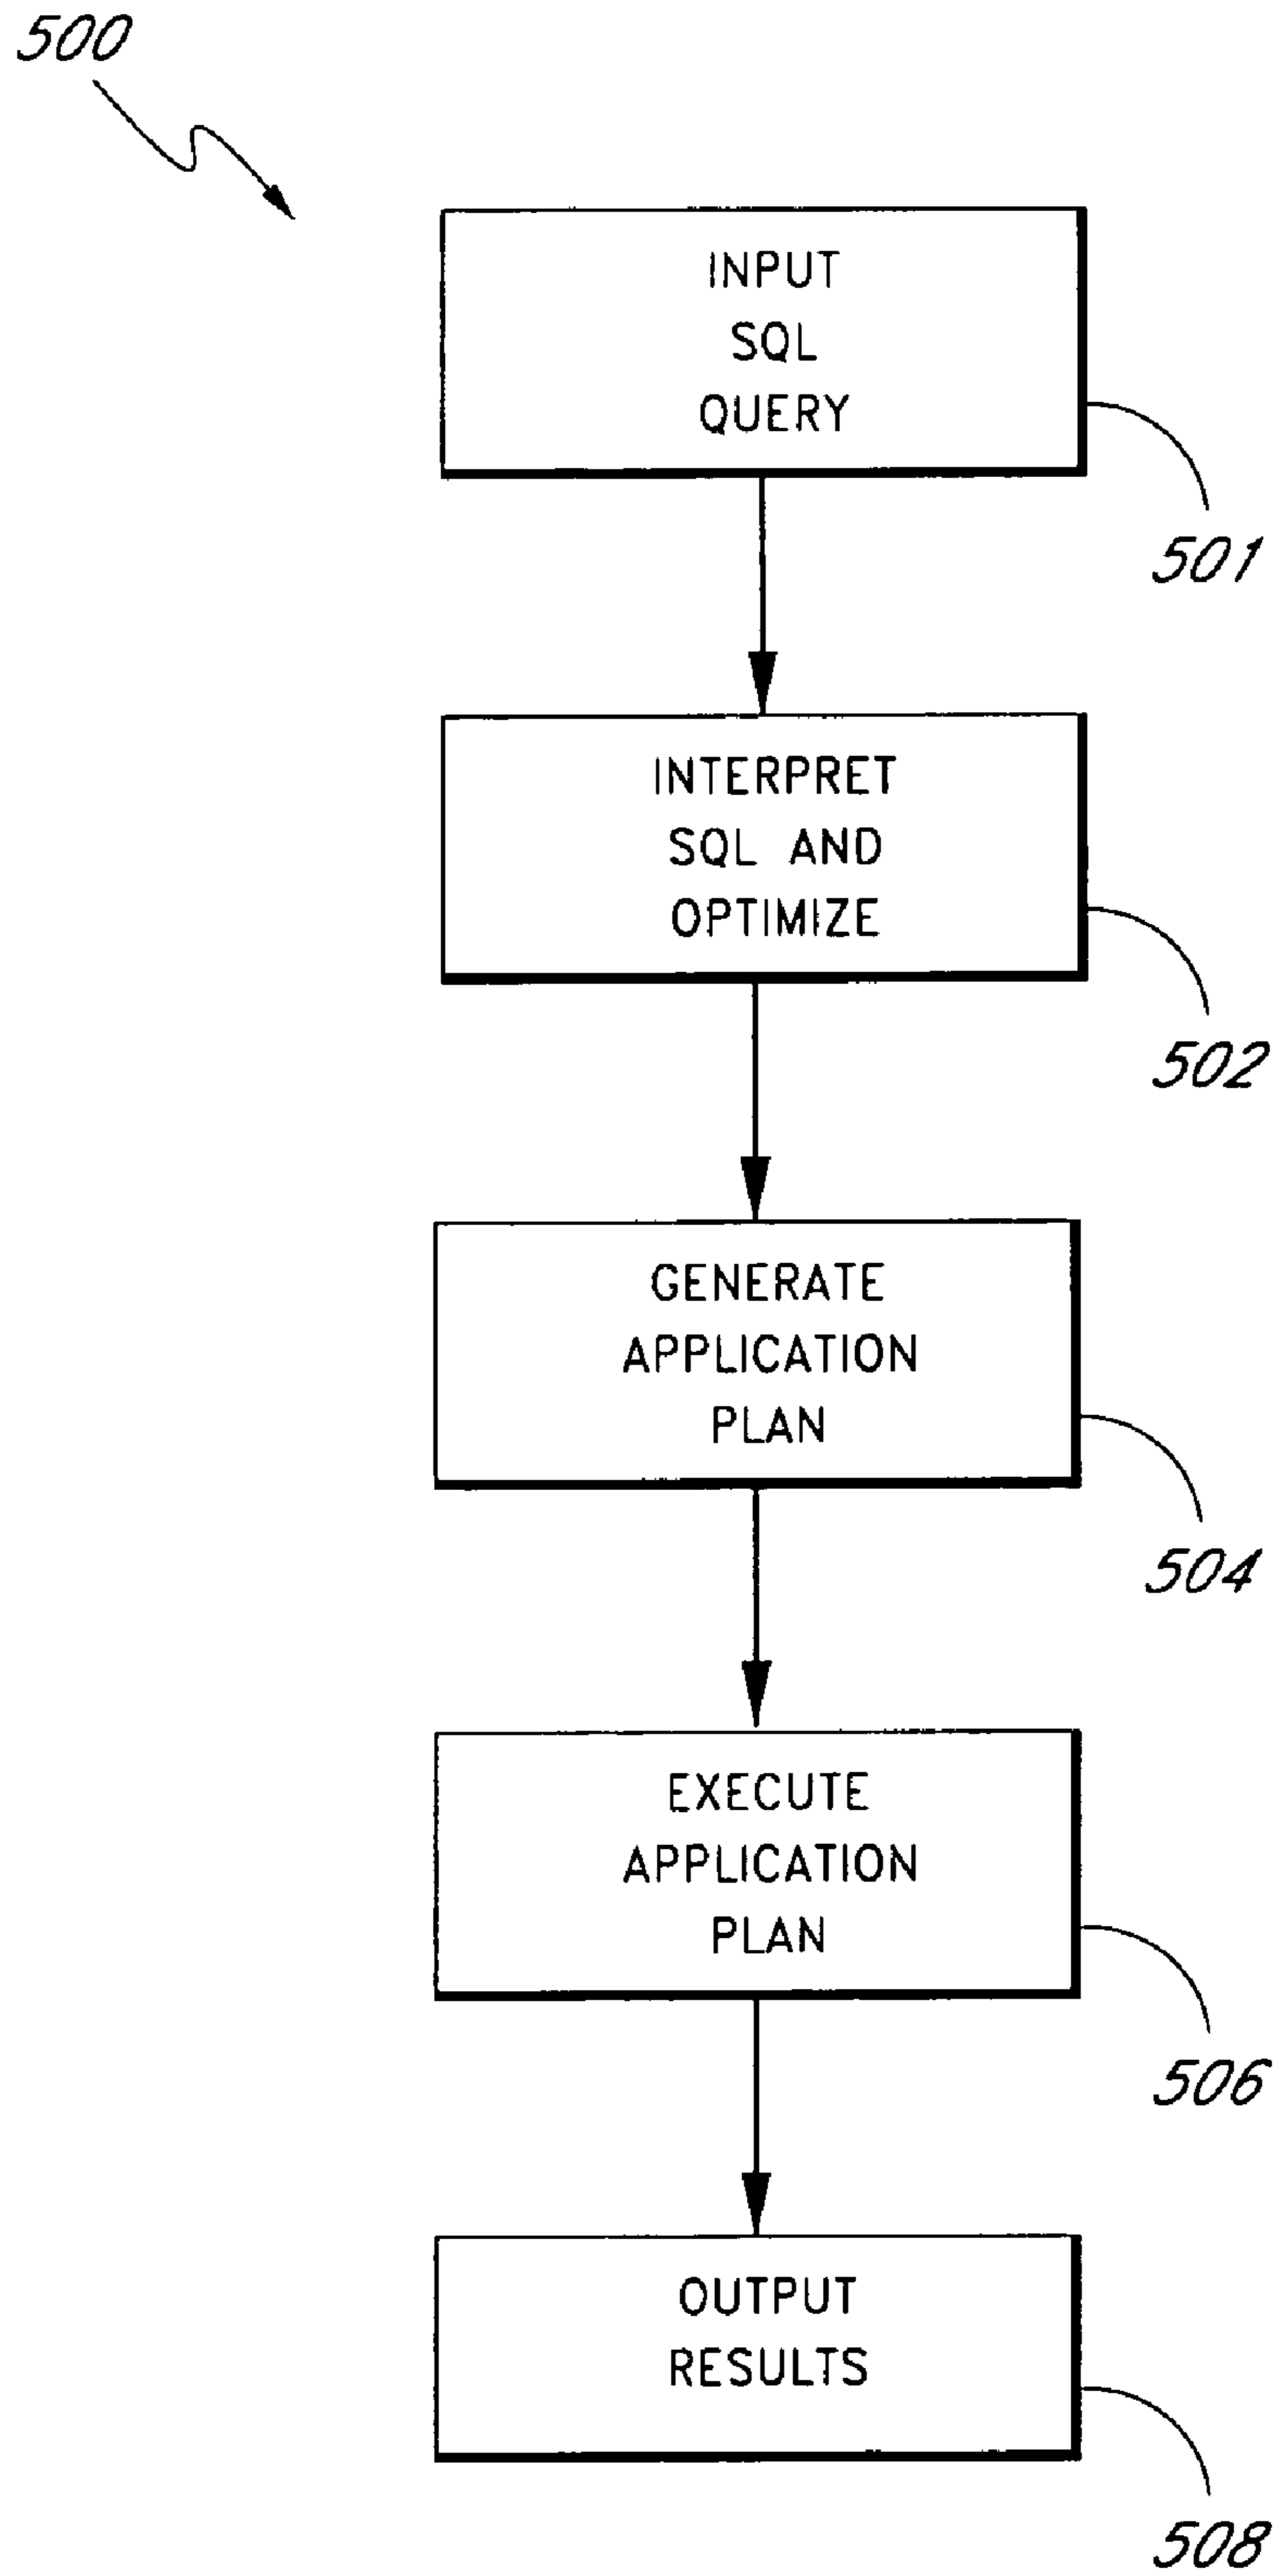 500
INPUT
SQL
QUERY
501
INTERPRET
SQL AND
OPTIMIZE
502
GENERATE
APPLICATION
PLAN
504
EXECUTE
APPLICATION
PLAN
506
OUTPUT
RESULTS
508